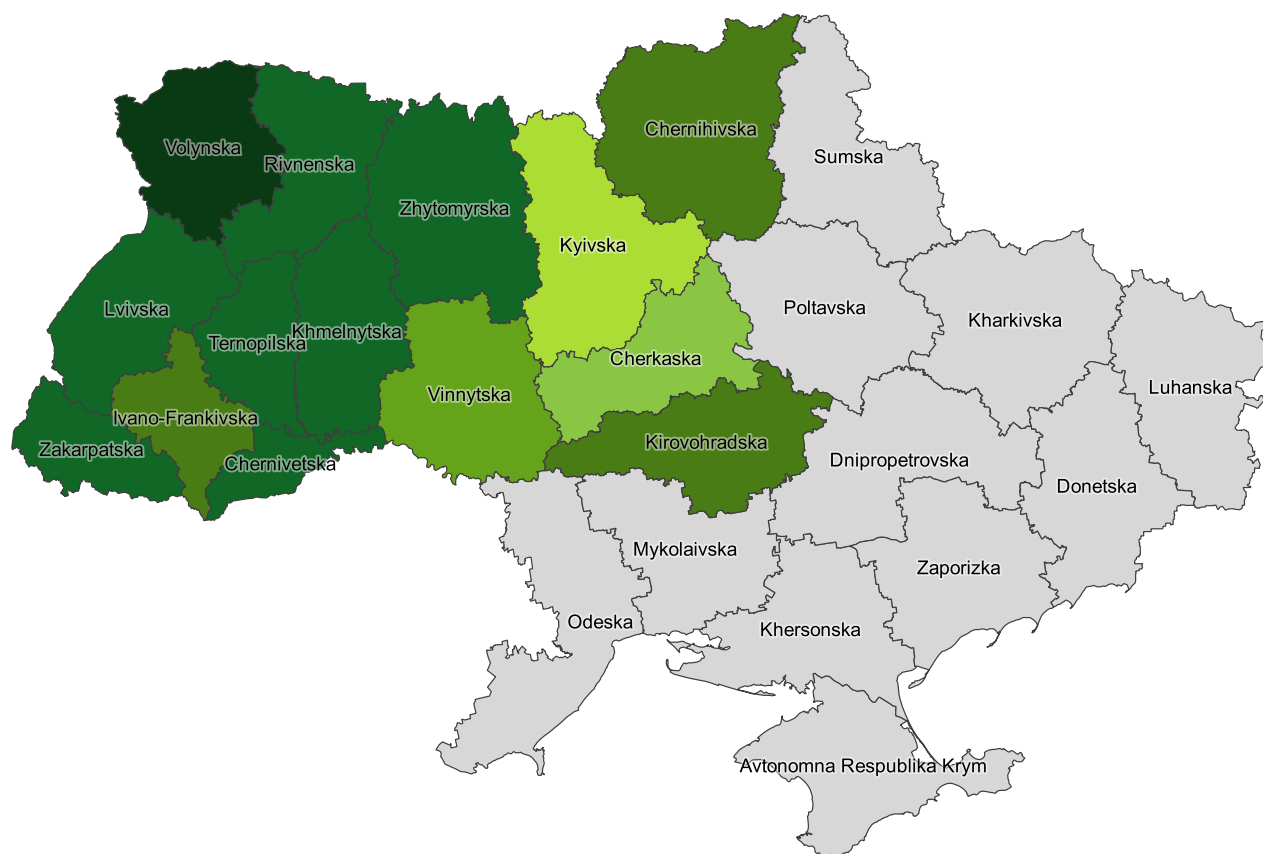 Chernihivska
Volynska
Rivnenska
Sumska
Zhytomyrska
Kyivska
Lvivska
Ternopilska
Khmelnytska
Poltavska
Kharkivska
Cherkaska
Vinnytska
Luhanska
Ivano-Frankivska
Zakarpatska
Chernivetska
Kirovohradska
Dnipropetrovska
Donetska
Mykolaivska
Zaporizka
Odeska
Khersonska
Avtonomna Respublika Krym